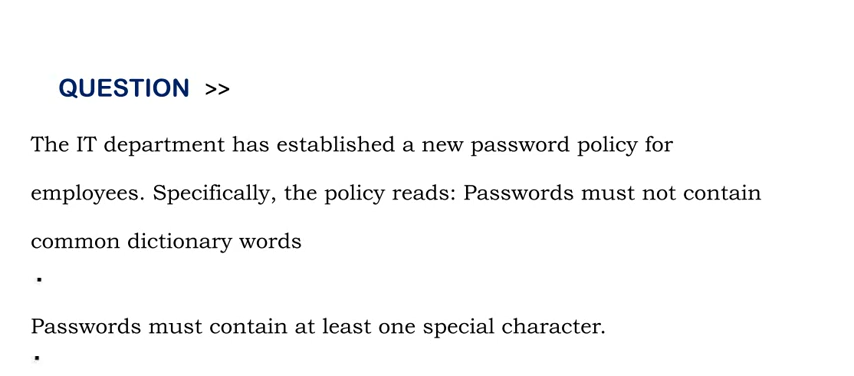 QUESTION >>
The IT department has established a new password policy for
employees. Specifically, the policy reads: Passwords must not contain
common dictionary words
▪
Passwords must contain at least one special character.
▪